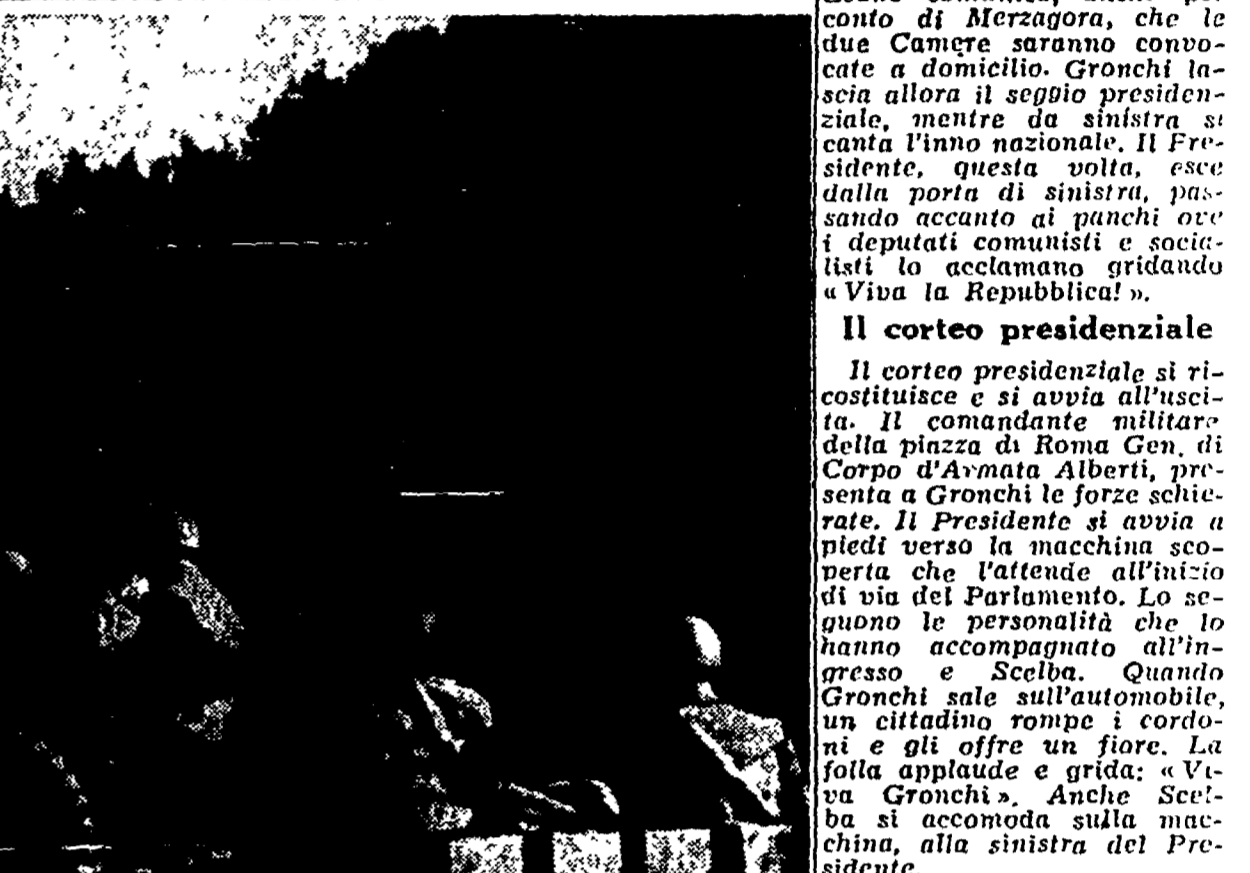 conto di Merzagora, che le
due Camere saranno convo-
cate a domicilio. Gronchi la-
scia allora il seggio presiden-
ziale, mentre da sinistra si
canta l'inno nazionale. Il Pre-
sidente, questa volta, esce
dalla porta di sinistra, pas-
sando accanto ai panchi ove
i deputati comunisti e socia-
listi lo acclamano gridando
« Viva la Repubblica! ».
Il corteo presidenziale
Il corteo presidenziale si ri-
costituisce e si avvia all'usci-
ta. Il comandante militare
della piazza di Roma Gen. di
Corpo d'Armata Alberti, pre-
senta a Gronchi le forze schie-
rate. Il Presidente si avvia a
piedi verso la macchina sco-
perta che l'attende all'inizio
di via del Parlamento. Lo se-
guono le personalità che lo
hanno accompagnato all'in-
gresso e Scelba. Quando
Gronchi sale sull'automobile,
un cittadino rompe i cordo-
ni e gli offre un fiore. La
folla applaude e grida: « Vi-
va Gronchi ». Anche Scel-
ba si accomoda sulla mac-
china, alla sinistra del Pre-
sidente.